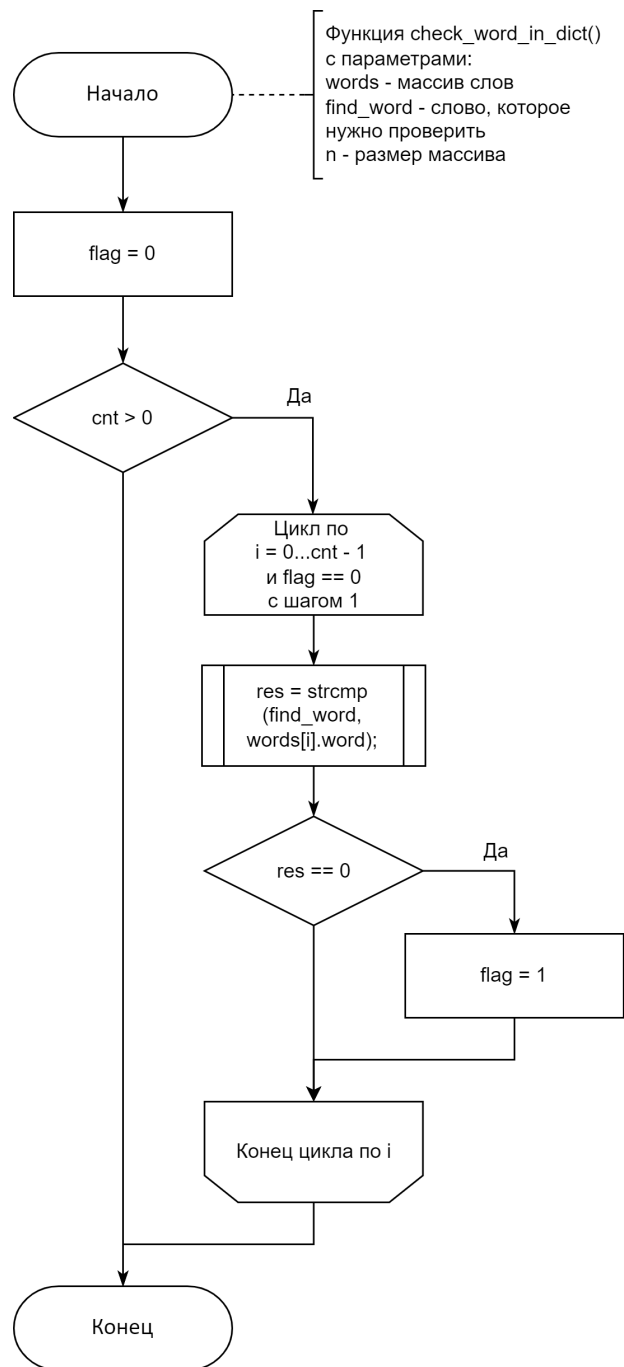 Начало
Функция check_word_in_dict()
с параметрами:
words - массив слов
find_word - слово, которое
нужно проверить
n - размер массива
flag = 0
cnt > 0
Да
Цикл по
i = 0...cnt - 1
и flag == 0
с шагом 1
res = strcmp
(find_word,
words[i].word);
res == 0
Да
flag = 1
Конец цикла по i
Конец